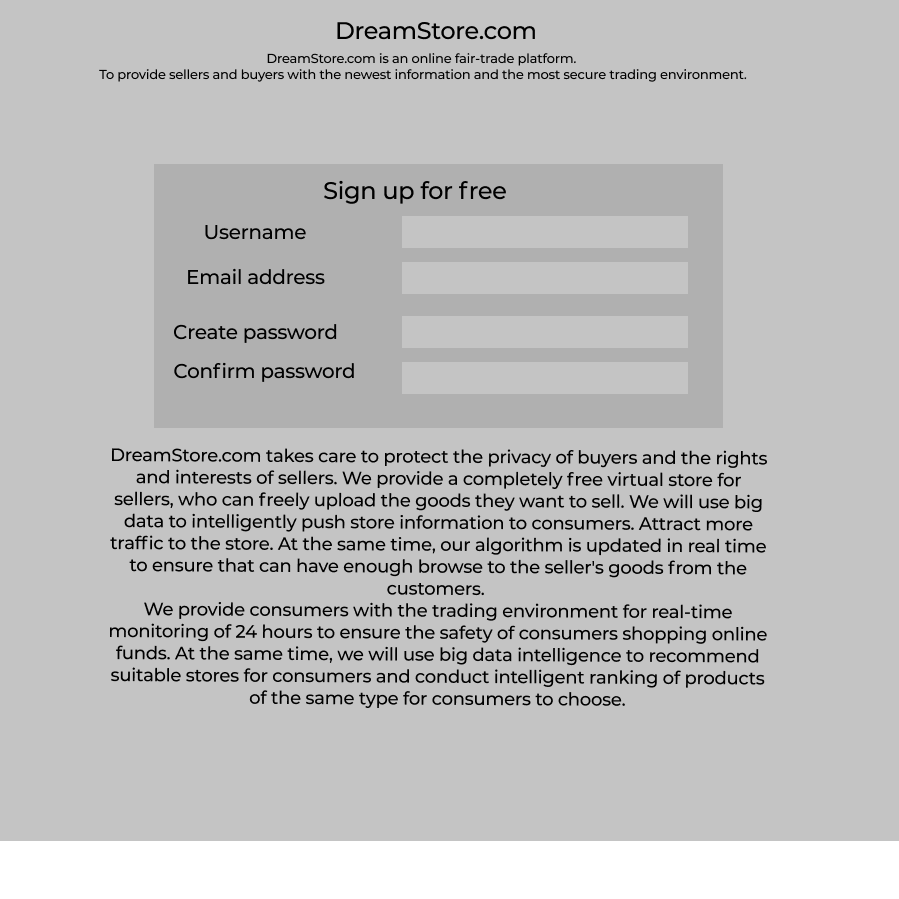 DreamStore.com
DreamStore.com is an online fair-trade platform.
To provide sellers and buyers with the newest information and the most secure trading environment.
Sign up for free
Username
Email address
Create password
Confirm password
DreamStore.com takes care to protect the privacy of buyers and the rights
and interests of sellers. We provide a completely free virtual store for
sellers, who can freely upload the goods they want to sell. We will use big
data to intelligently push store information to consumers. Attract more
traffic to the store. At the same time, our algorithm is updated in real time
to ensure that can have enough browse to the seller's goods from the
customers.
We provide consumers with the trading environment for real-time
monitoring of 24 hours to ensure the safety of consumers shopping online
funds. At the same time, we will use big data intelligence to recommend
suitable stores for consumers and conduct intelligent ranking of products
of the same type for consumers to choose.